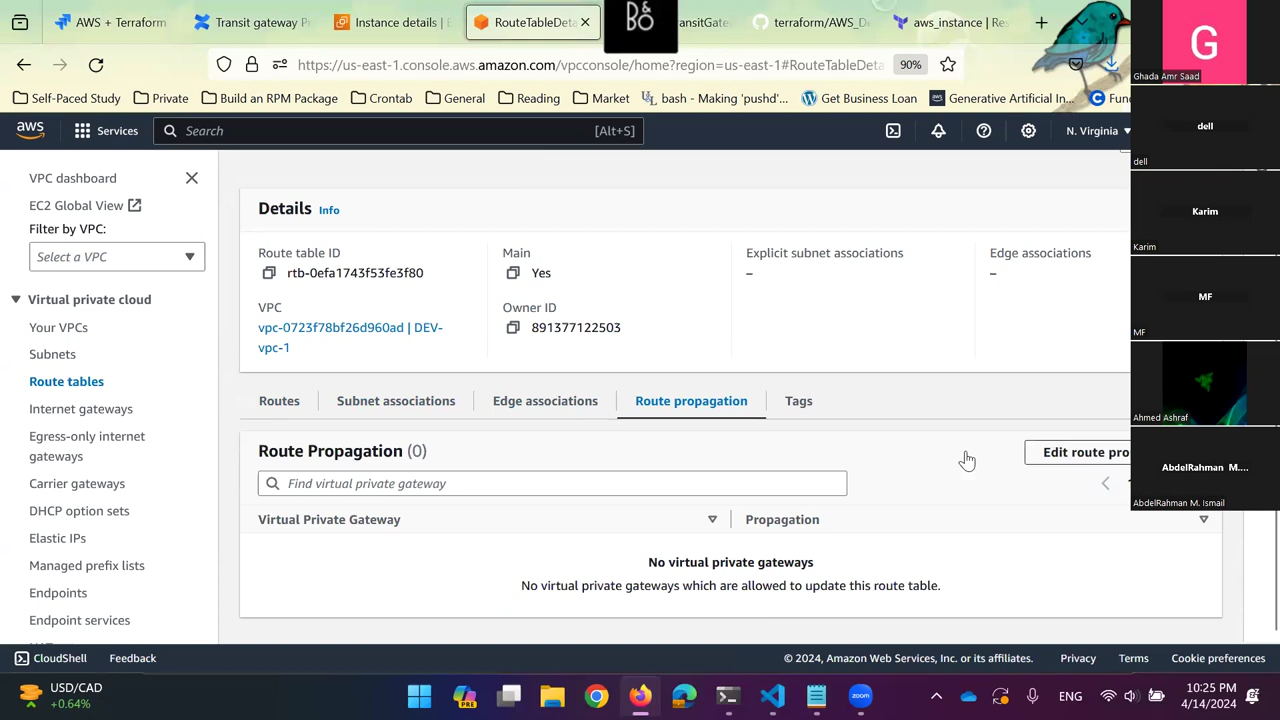 AWS + Terraform
Transit gateway P
Instance details | E
RouteTableDeta
D&
BO
ansitGate
terraform/AWS_De
aws_instance | Res
https://us-east-1.console.aws.amazon.com/vpcconsole/home?region=us-east-1#RouteTableDeta
90%
Self-Paced Study
Private
Build an RPM Package
Crontab
General
Reading
Market
bash - Making 'pushd'...
Get Business Loan
Generative Artificial In...
Fun
aws
Services
Search
[Alt+S]
N. Virginia
VPC dashboard
EC2 Global View
Filter by VPC:
Select a VPC
Virtual private cloud
Your VPCs
Subnets
Route tables
Internet gateways
Egress-only internet
gateways
Carrier gateways
DHCP option sets
Elastic IPs
Managed prefix lists
Endpoints
Endpoint services
Details
Info
Route table ID
rtb-0efa1743f53fe3f80
Main
Yes
Explicit subnet associations
–
Edge associations
–
VPC
vpc-0723f78bf26d960ad | DEV-
vpc-1
Owner ID
891377122503
Routes
Subnet associations
Edge associations
Route propagation
Tags
Route Propagation (0)
Edit route pro
Find virtual private gateway
Virtual Private Gateway
Propagation
No virtual private gateways
No virtual private gateways which are allowed to update this route table.
G
Ghada Amr Saad
dell
dell
Karim
Karim
MF
MF
Ahmed Ashraf
AbdelRahman M....
AbdelRahman M. Ismail
CloudShell
Feedback
© 2024, Amazon Web Services, Inc. or its affiliates.
Privacy
Terms
Cookie preferences
USD/CAD
+0.64%
PRE
zoom
ENG
10:25 PM
4/14/2024